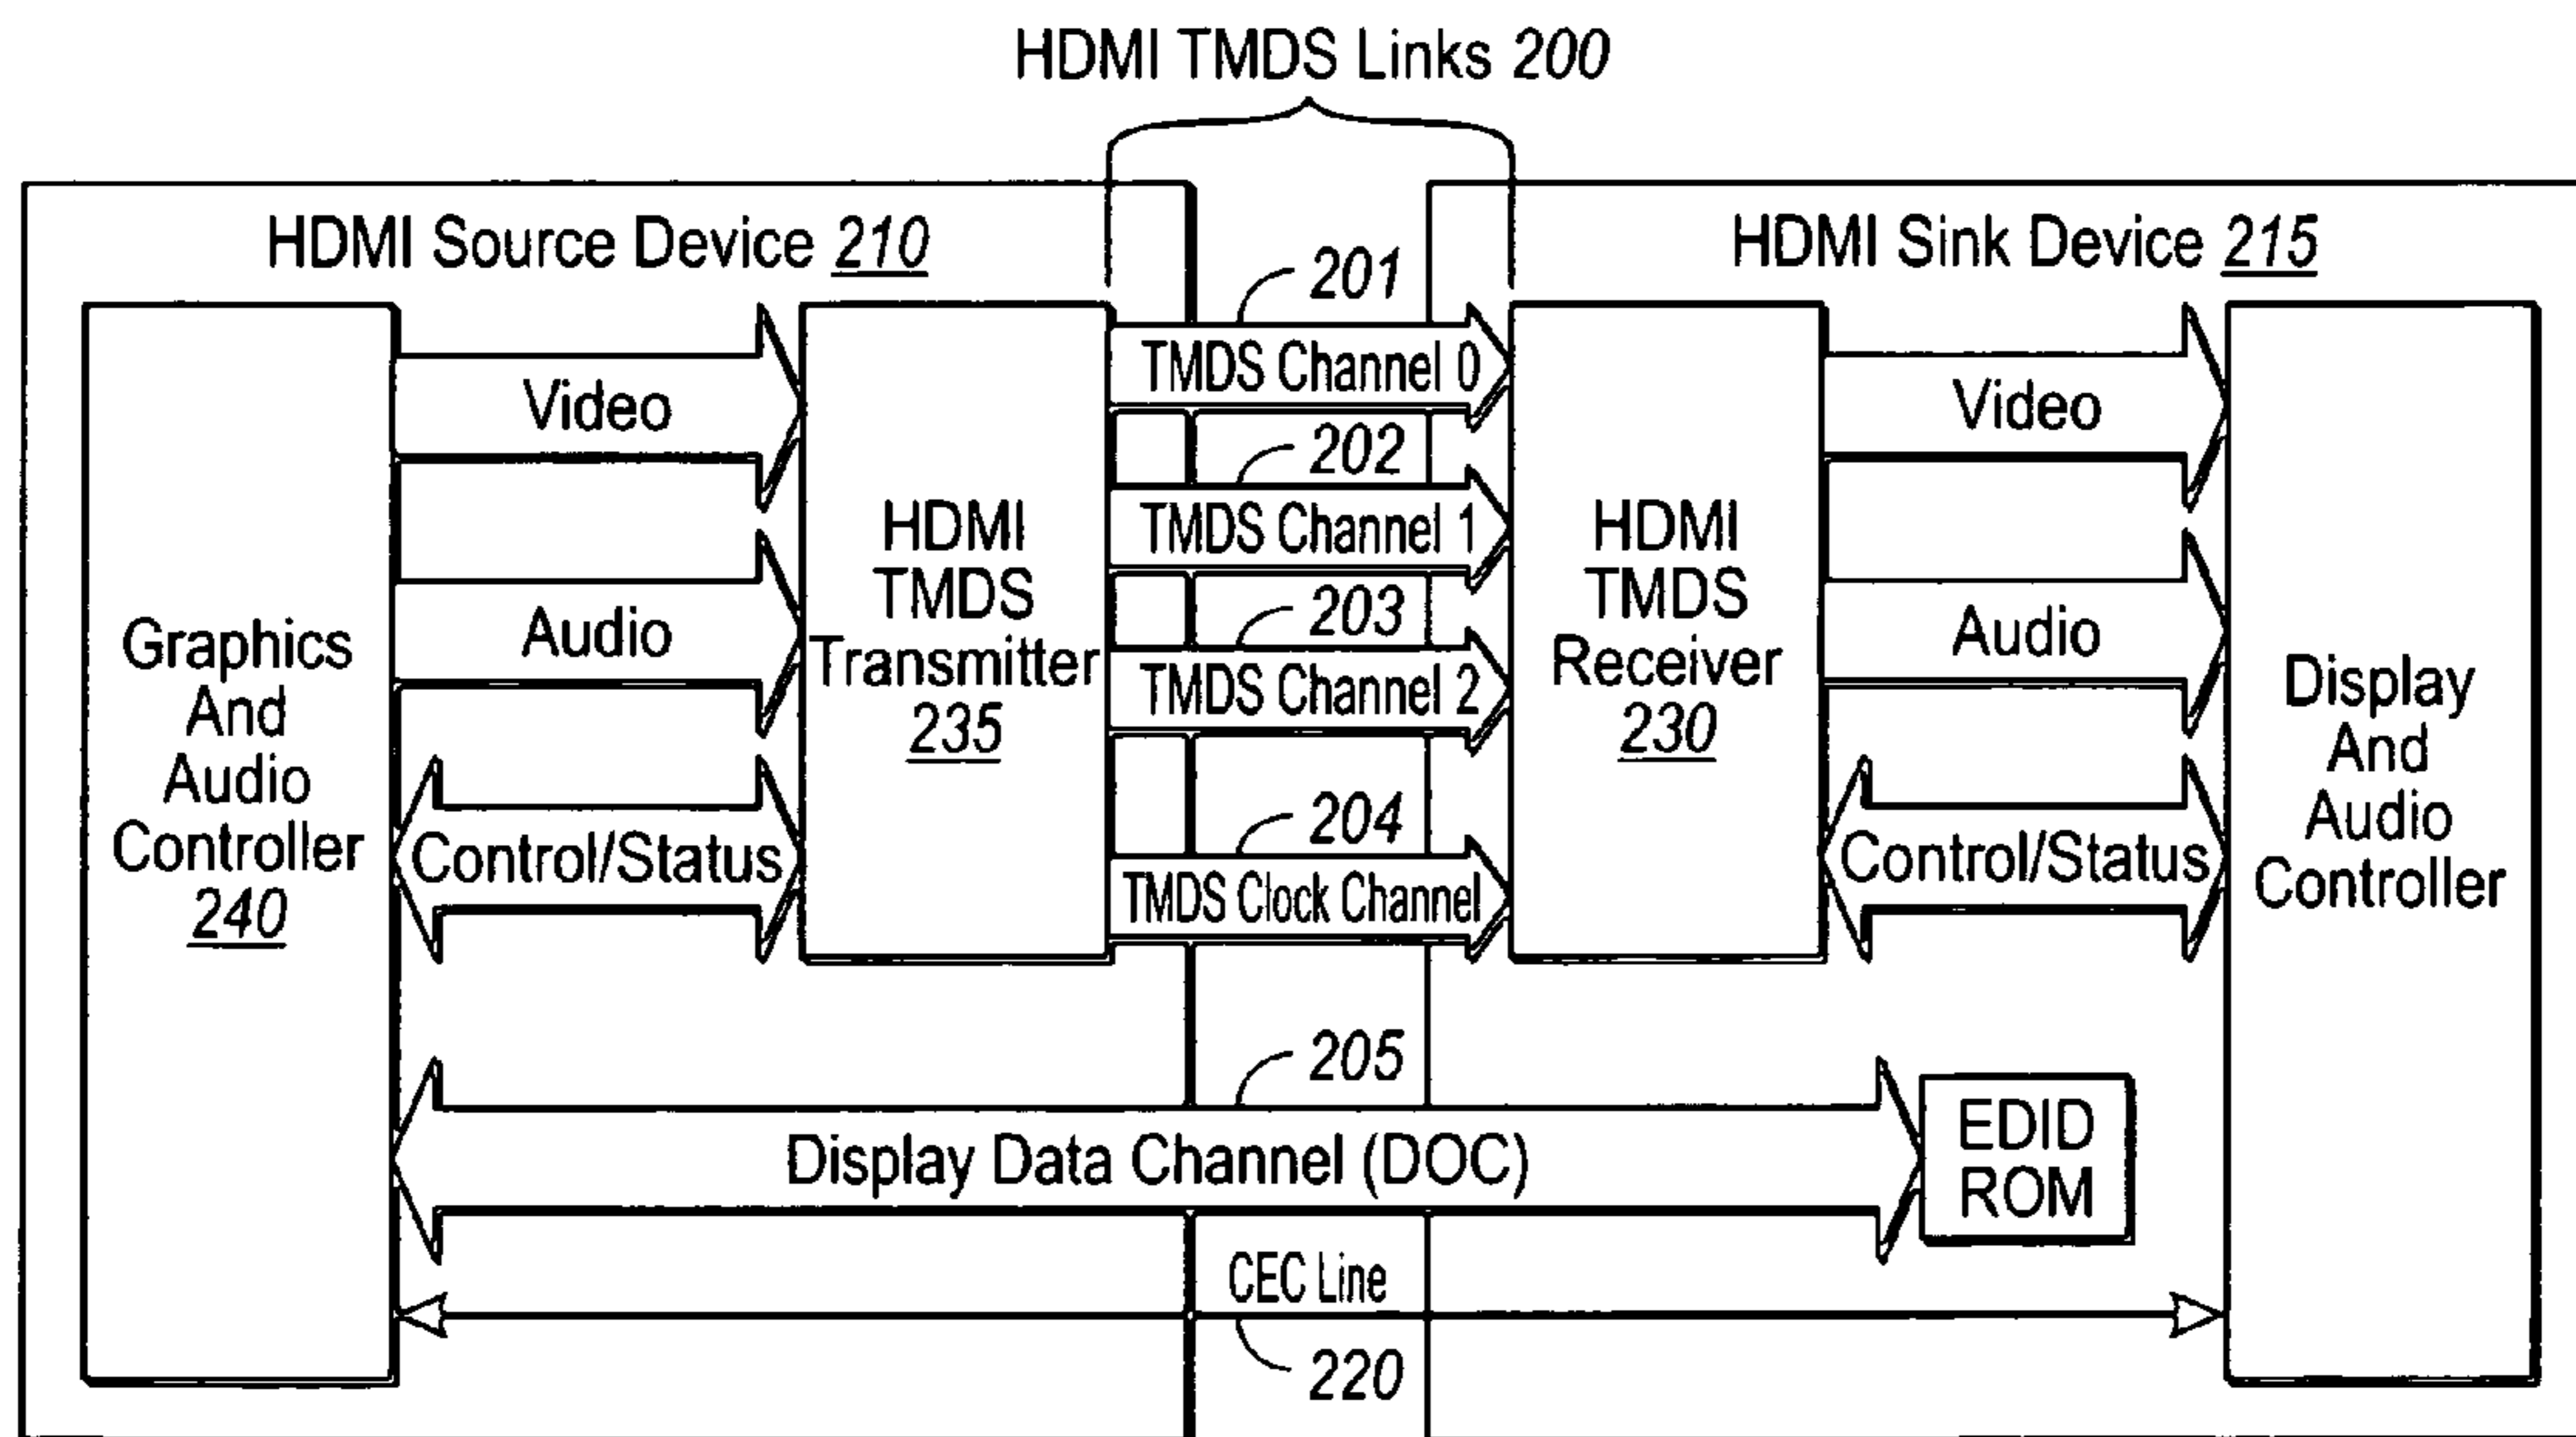 HDMI TMDS Links 200
HDMI Source Device 210
HDMI Sink Device 215
Graphics
And
Audio
Controller
240
Video
Audio
Control/Status
HDMI
TMDS
Transmitter
235
201
TMDS Channel 0
202
TMDS Channel 1
203
TMDS Channel 2
204
TMDS Clock Channel
HDMI
TMDS
Receiver
230
Video
Audio
Control/Status
Display
And
Audio
Controller
205
Display Data Channel (DOC)
EDID
ROM
CEC Line
220